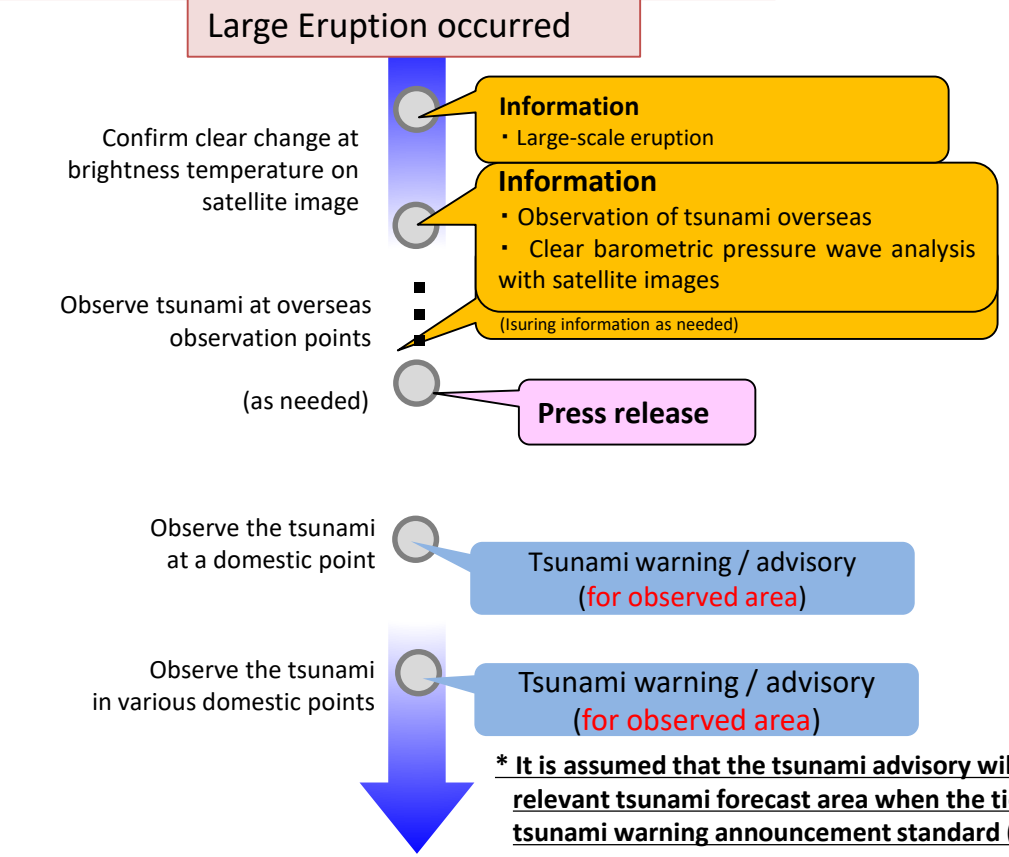 Large Eruption occurred
Confirm clear change at
brightness temperature on
satellite image
Information
・Large-scale eruption
Information
・Observation of tsunami overseas
・ Clear barometric pressure wave analysis
with satellite images
Observe tsunami at overseas
observation points
(Isuring information as needed)
(as needed)
Press release
Observe the tsunami
at a domestic point
Tsunami warning / advisory
(for observed area)
Observe the tsunami
in various domestic points
Tsunami warning / advisory
(for observed area)
* It is assumed that the tsunami advisory
relevant tsunami forecast area when the
tsunami warning announcement standard (